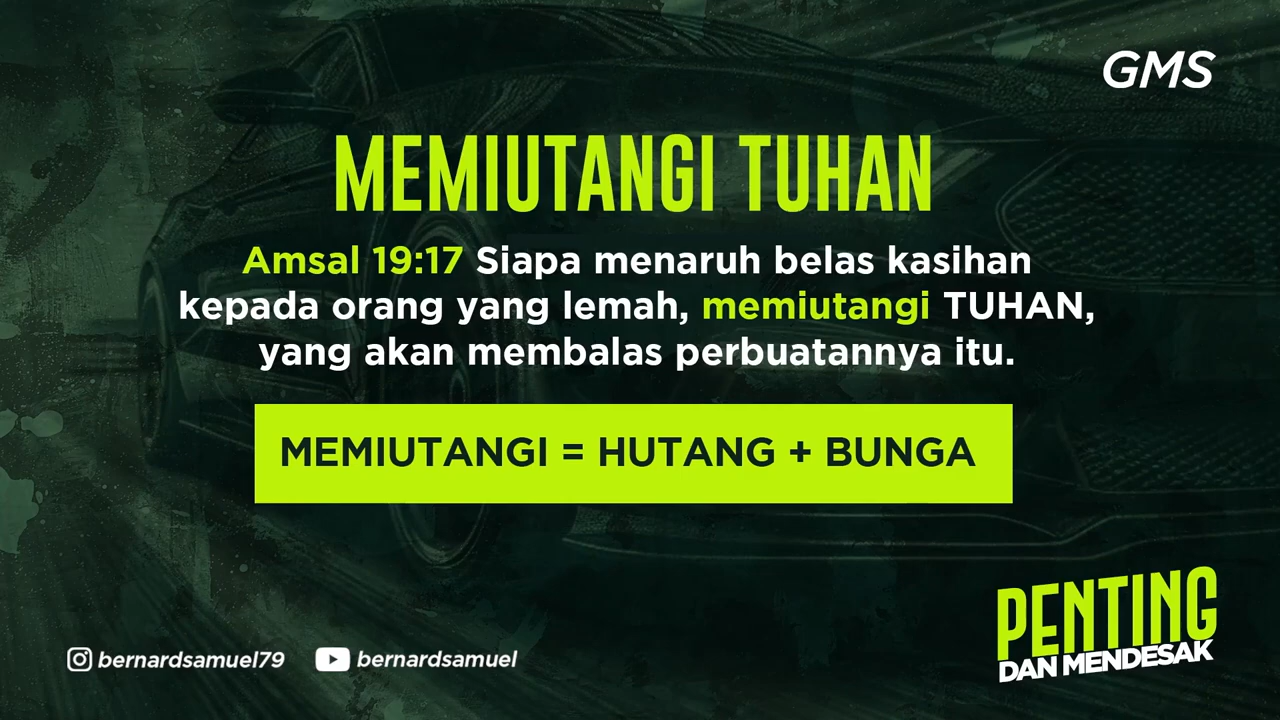 GMS
MEMIUTANGI TUHAN
Amsal 19:17 Siapa menaruh belas kasihan
kepada orang yang lemah, memiutangi TUHAN,
yang akan membalas perbuatannya itu.
MEMIUTANGI = HUTANG + BUNGA
PENTING
DAN MENDESAK
bernardsamuel79 bernardsamuel